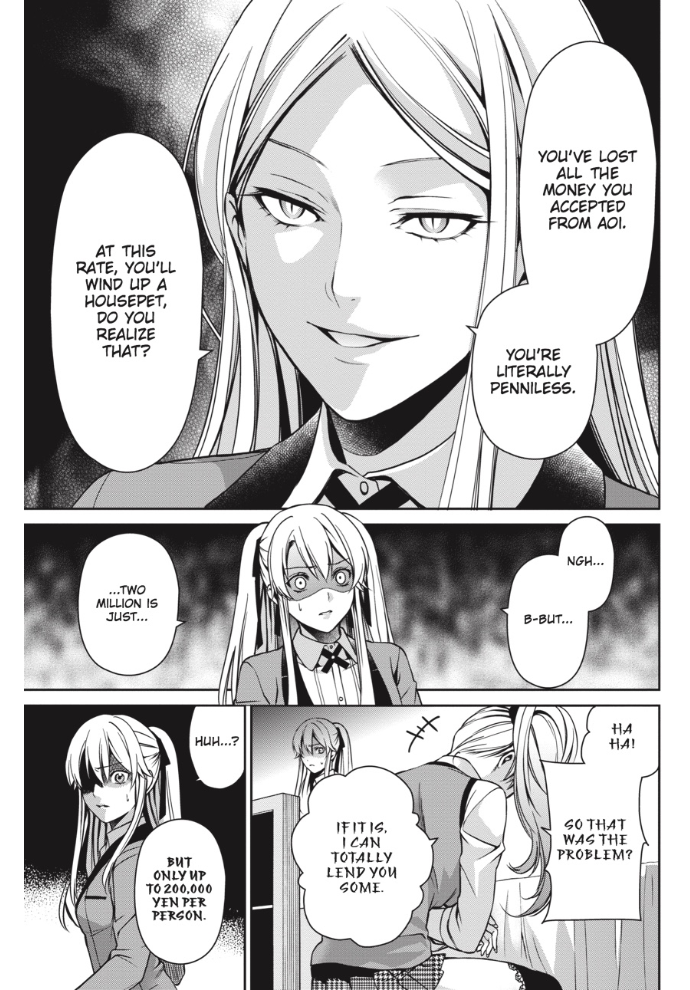 YOU'VE LOST
ALL THE
MONEY YOU
ACCEPTED
FROM AOI.
YOU'RE
LITERALLY
PENNILESS.
AT THIS
RATE, YOU'LL
WIND UP A
HOUSEPET,
DO YOU
REALIZE
THAT?
NGH...
B-BUT...
...TWO
MILLION IS
JUST...
HA
HA!
SO THAT
WAS THE
PROBLEM?
IF IT IS,
I CAN
TOTALLY
LEND YOU
SOME.
HUH...?
BUT
ONLY UP
TO 200,000
YEN PER
PERSON.